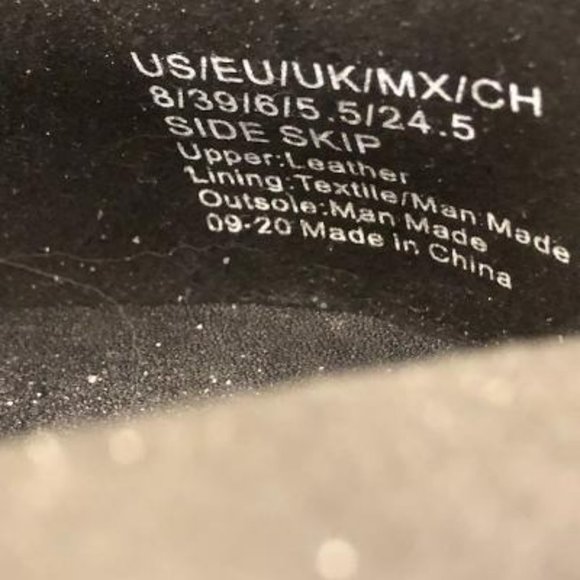 US/EU/UK/MX/CH
8/39/6/5.5/24.5
SIDE SKIP
Upper:Leather
Lining:Textile/Man Made
Outsole:Man Made
09-20 Made in China